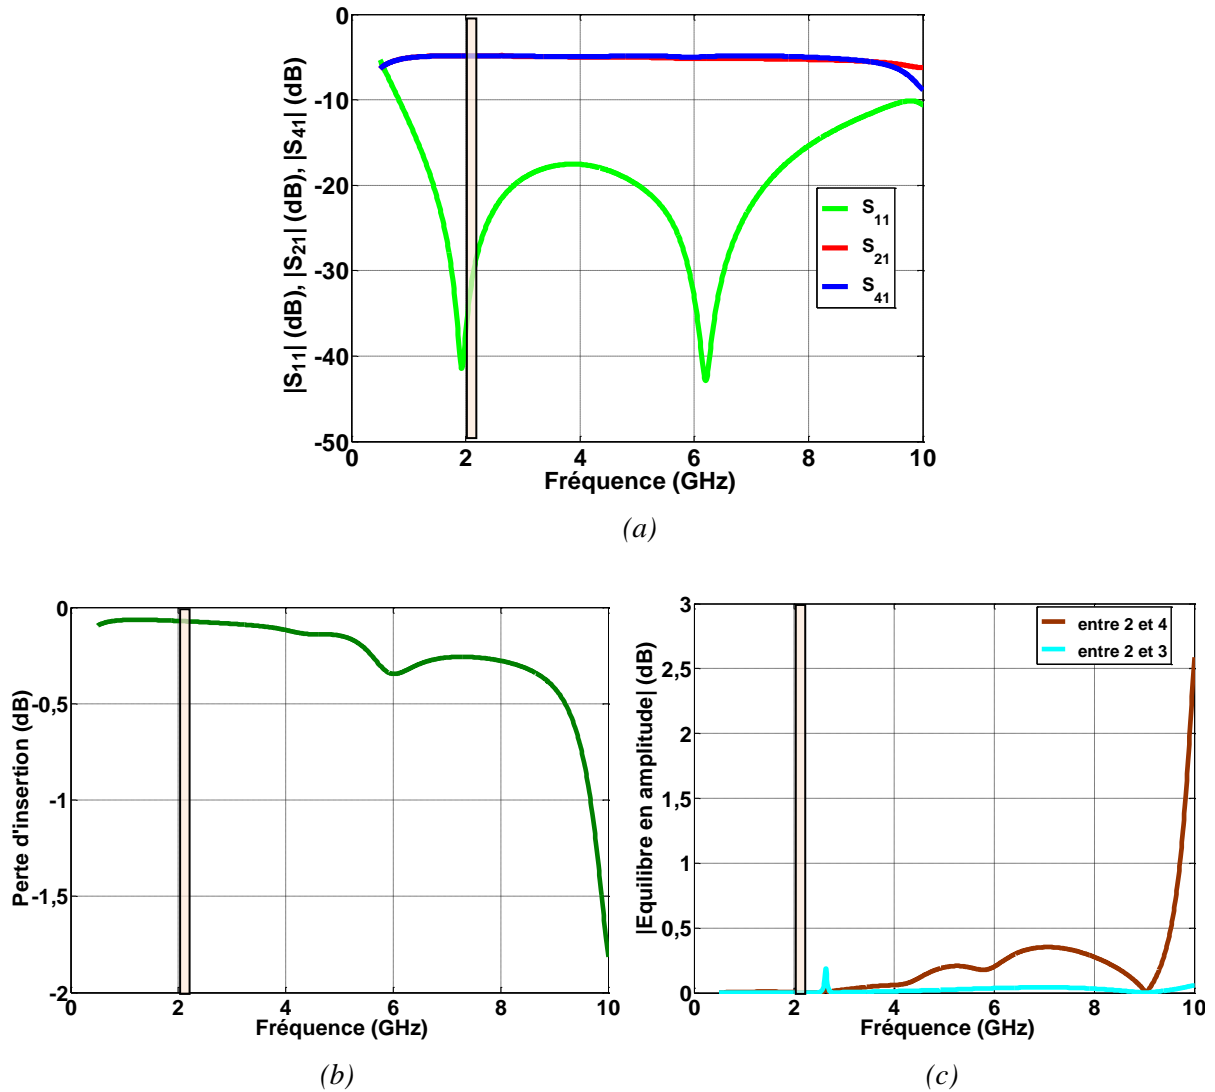 0
-10
-20
-30
-40
-50
|S11| (dB), |S21| (dB), |S41| (dB)
S11
S21
S41
0 2 4 6 8 10
Fréquence (GHz)
(a)
0
-0,5
-1
-1,5
-2
Perte d'insertion (dB)
0 2 4 6 8 10
Fréquence (GHz)
(b)
3
2,5
2
1,5
1
0,5
0
|Equilibre en amplitude| (dB)
entre 2 et 4
entre 2 et 3
0 2 4 6 8 10
Fréquence (GHz)
(c)